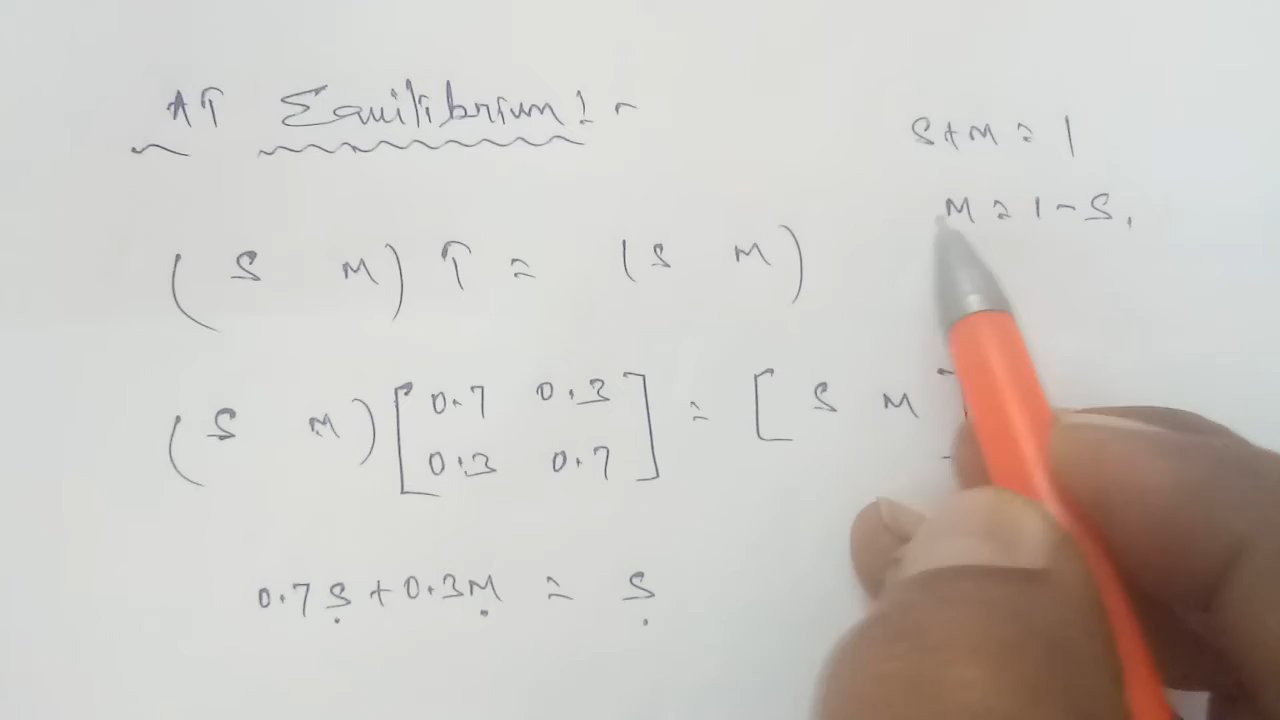 AT Equilibrium:-
S+M = 1
M = 1-S,
(S M) T = (S M)
(S M) [0.7 0.3 = [S M
0.3 0.7]
0.7S + 0.3M = S